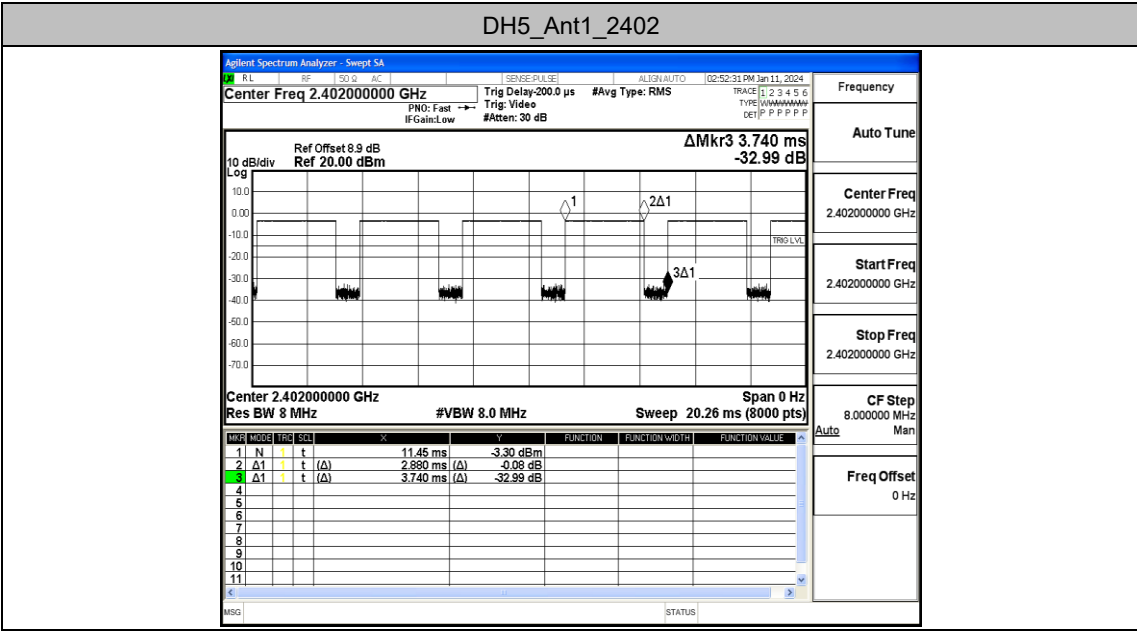 DH5_Ant1_2402
Agilent Spectrum Analyzer - Swept SA
LXI RL RF 50 Ω AC SENSE:PULSE ALIGN AUTO 02:52:31 PM Jan 11, 2024
Center Freq 2.402000000 GHz
PNO: Fast
IFGain:Low
Trig Delay-200.0 µs
Trig: Video
#Atten: 30 dB
#Avg Type: RMS
TRACE 1 2 3 4 5 6
TYPE
DET P P P P P P
ΔMkr3 3.740 ms
-32.99 dB
Ref Offset 8.9 dB
10 dB/div Ref 20.00 dBm
Log
10.0
0.00
-10.0
-20.0
-30.0
-40.0
-50.0
-60.0
-70.0
1
2Δ1
3Δ1
TRIG LVL
Center 2.402000000 GHz Span 0 Hz
Res BW 8 MHz #VBW 8.0 MHz Sweep 20.26 ms (8000 pts)
MKR MODE TRC SCL X Y FUNCTION FUNCTION WIDTH FUNCTION VALUE
1 N 1 t 11.45 ms -3.30 dBm
2 Δ1 1 t (Δ) 2.880 ms (Δ) -0.08 dB
3 Δ1 1 t (Δ) 3.740 ms (Δ) -32.99 dB
4
5
6
7
8
9
10
11
MSG STATUS
Frequency
Auto Tune
Center Freq
2.402000000 GHz
Start Freq
2.402000000 GHz
Stop Freq
2.402000000 GHz
CF Step
8.000000 MHz
Auto Man
Freq Offset
0 Hz